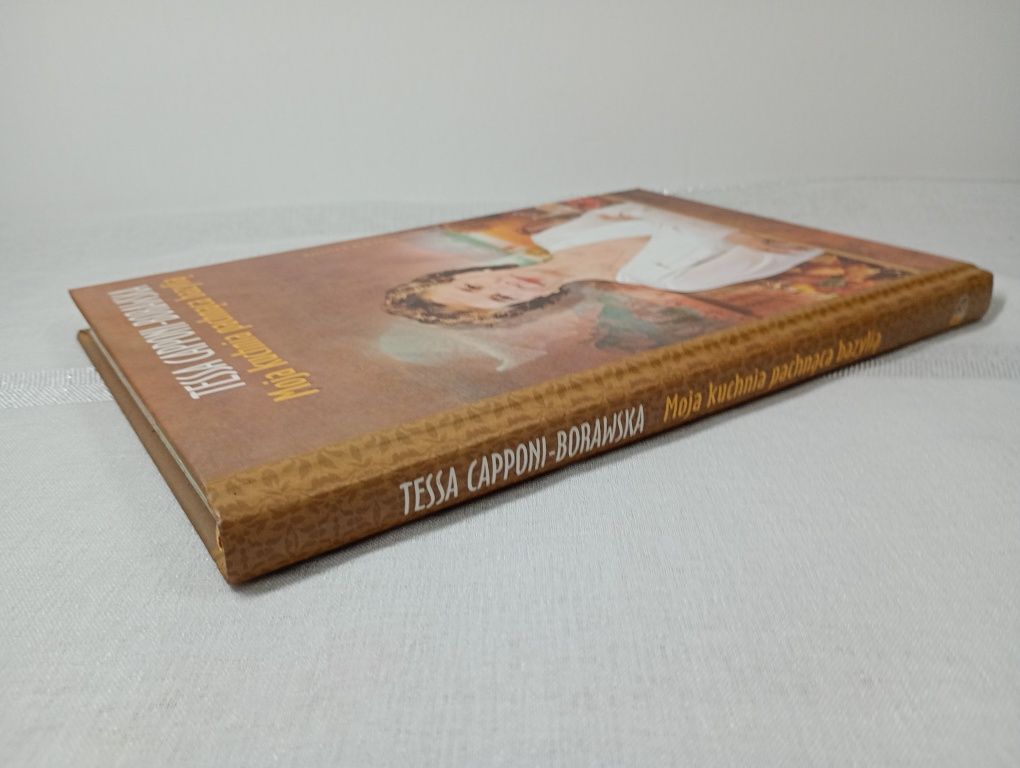 TESSA CAPPONI-BORAWSKA
Moja kuchnia pachnąca bazylią
TESSA CAPPONI-BORAWSKA
Moja kuchnia pachnąca bazylią